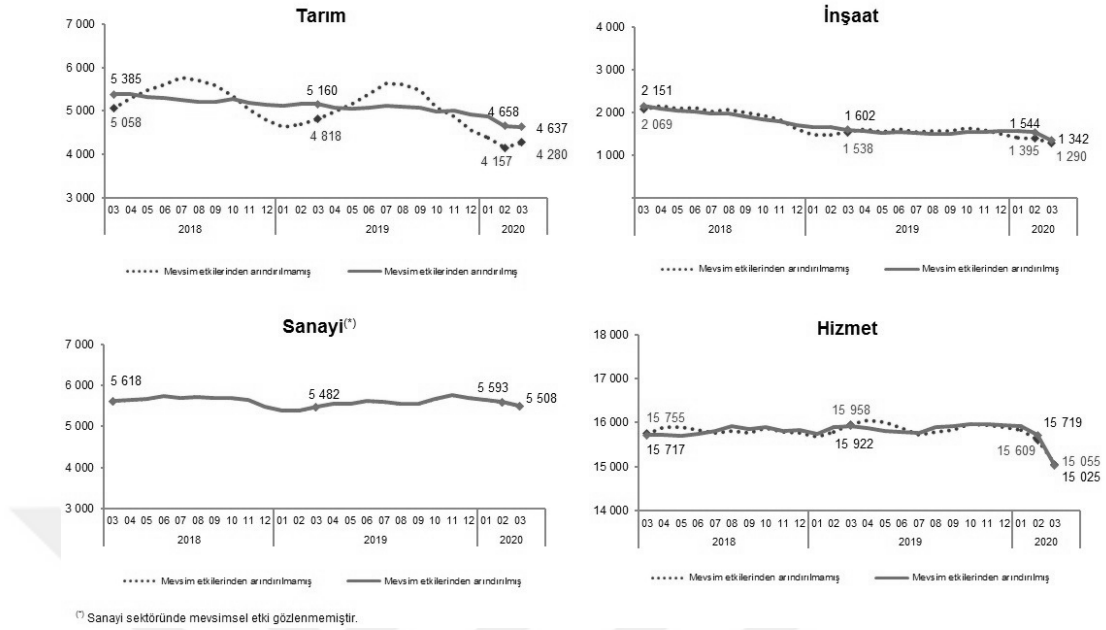 Tarım
7 000
6 000
5 000
4 000
3 000
5 385
5 058
5 160
4 818
4 658
4 157
4 637
4 280
03 04 05 06 07 08 09 10 11 12 01 02 03 04 05 06 07 08 09 10 11 12 01 02 03
2018 2019 2020
Mevsim etkilerinden arındırılmamış Mevsim etkilerinden arındırılmış
İnşaat
4 000
3 000
2 000
1 000
2 151
2 069
1 602
1 538
1 544
1 395
1 342
1 290
03 04 05 06 07 08 09 10 11 12 01 02 03 04 05 06 07 08 09 10 11 12 01 02 03
2018 2019 2020
Mevsim etkilerinden arındırılmamış Mevsim etkilerinden arındırılmış
Sanayi(*)
7 000
6 000
5 000
4 000
3 000
5 618
5 482
5 593
5 508
03 04 05 06 07 08 09 10 11 12 01 02 03 04 05 06 07 08 09 10 11 12 01 02 03
2018 2019 2020
Mevsim etkilerinden arındırılmamış Mevsim etkilerinden arındırılmış
Hizmet
18 000
17 000
16 000
15 000
14 000
15 755
15 717
15 958
15 922
15 719
15 609
15 055
15 025
03 04 05 06 07 08 09 10 11 12 01 02 03 04 05 06 07 08 09 10 11 12 01 02 03
2018 2019 2020
Mevsim etkilerinden arındırılmamış Mevsim etkilerinden arındırılmış
(*) Sanayi sektöründe mevsimsel etki gözlenmemiştir.